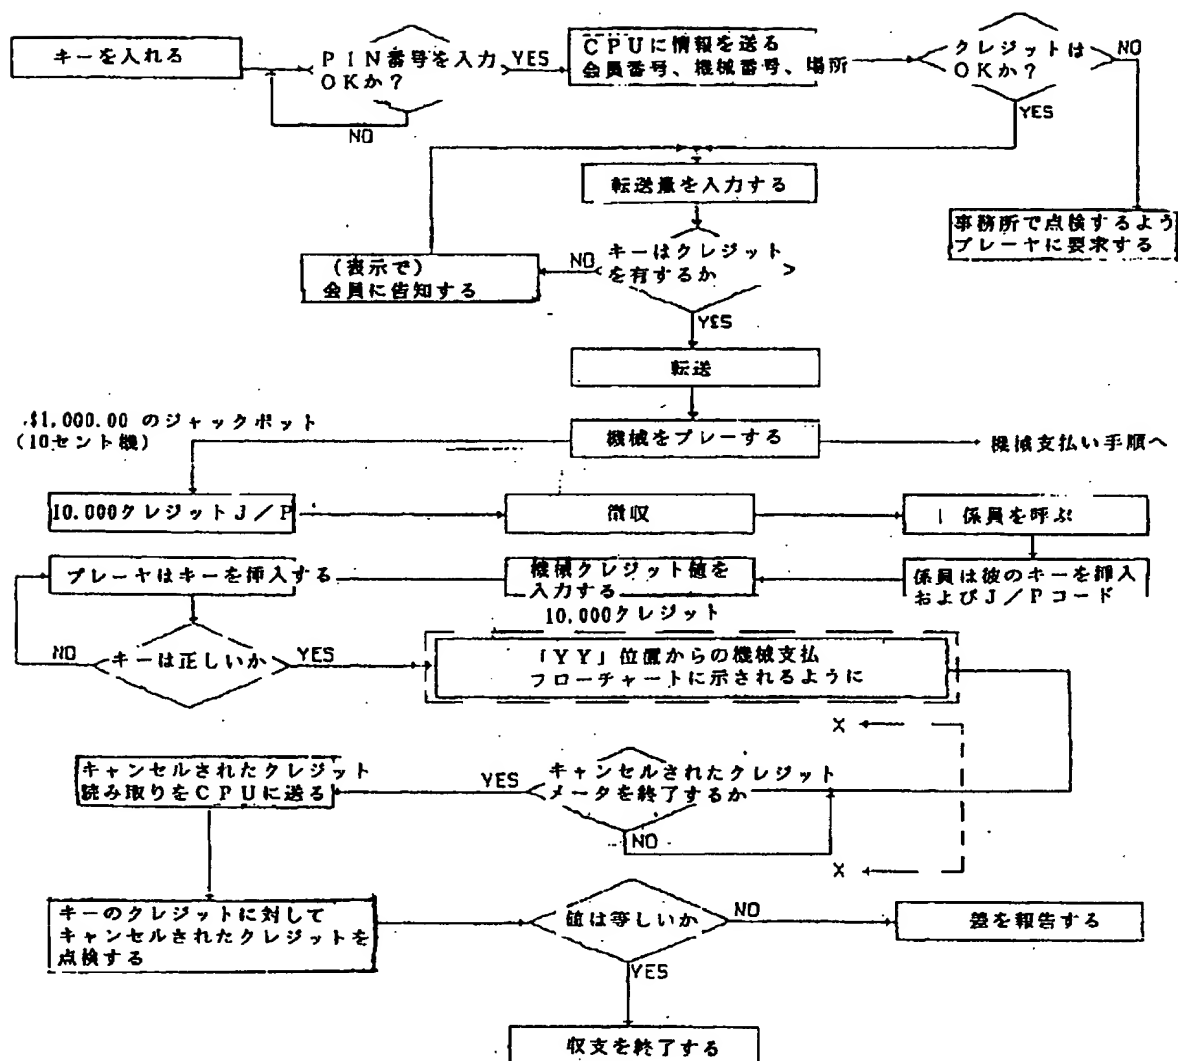 キーを入れる
PIN番号を入力
OKか?
YES
NO
CPUに情報を送る
会員番号、機械番号、場所
クレジットは
OKか?
NO
YES
転送量を入力する
事務所で点検するよう
プレーヤに要求する
キーはクレジット
を有するか
NO
YES
(表示で)
会員に告知する
転送
$1,000.00 のジャックポット
(10セント機)
機械をプレーする
機械支払い手順へ
10.000クレジットJ/P
徴収
係員を呼ぶ
プレーヤはキーを挿入する
機械クレジット値を
入力する
10,000クレジット
係員は彼のキーを挿入
およびJ/Pコード
キーは正しいか
NO
YES
「YY」位置からの機械支払
フローチャートに示されるように
X
キャンセルされたクレジット
読み取りをCPUに送る
YES
キャンセルされたクレジット
メータを終了するか
NO
X
キーのクレジットに対して
キャンセルされたクレジットを
点検する
値は等しいか
NO
YES
差を報告する
収支を終了する